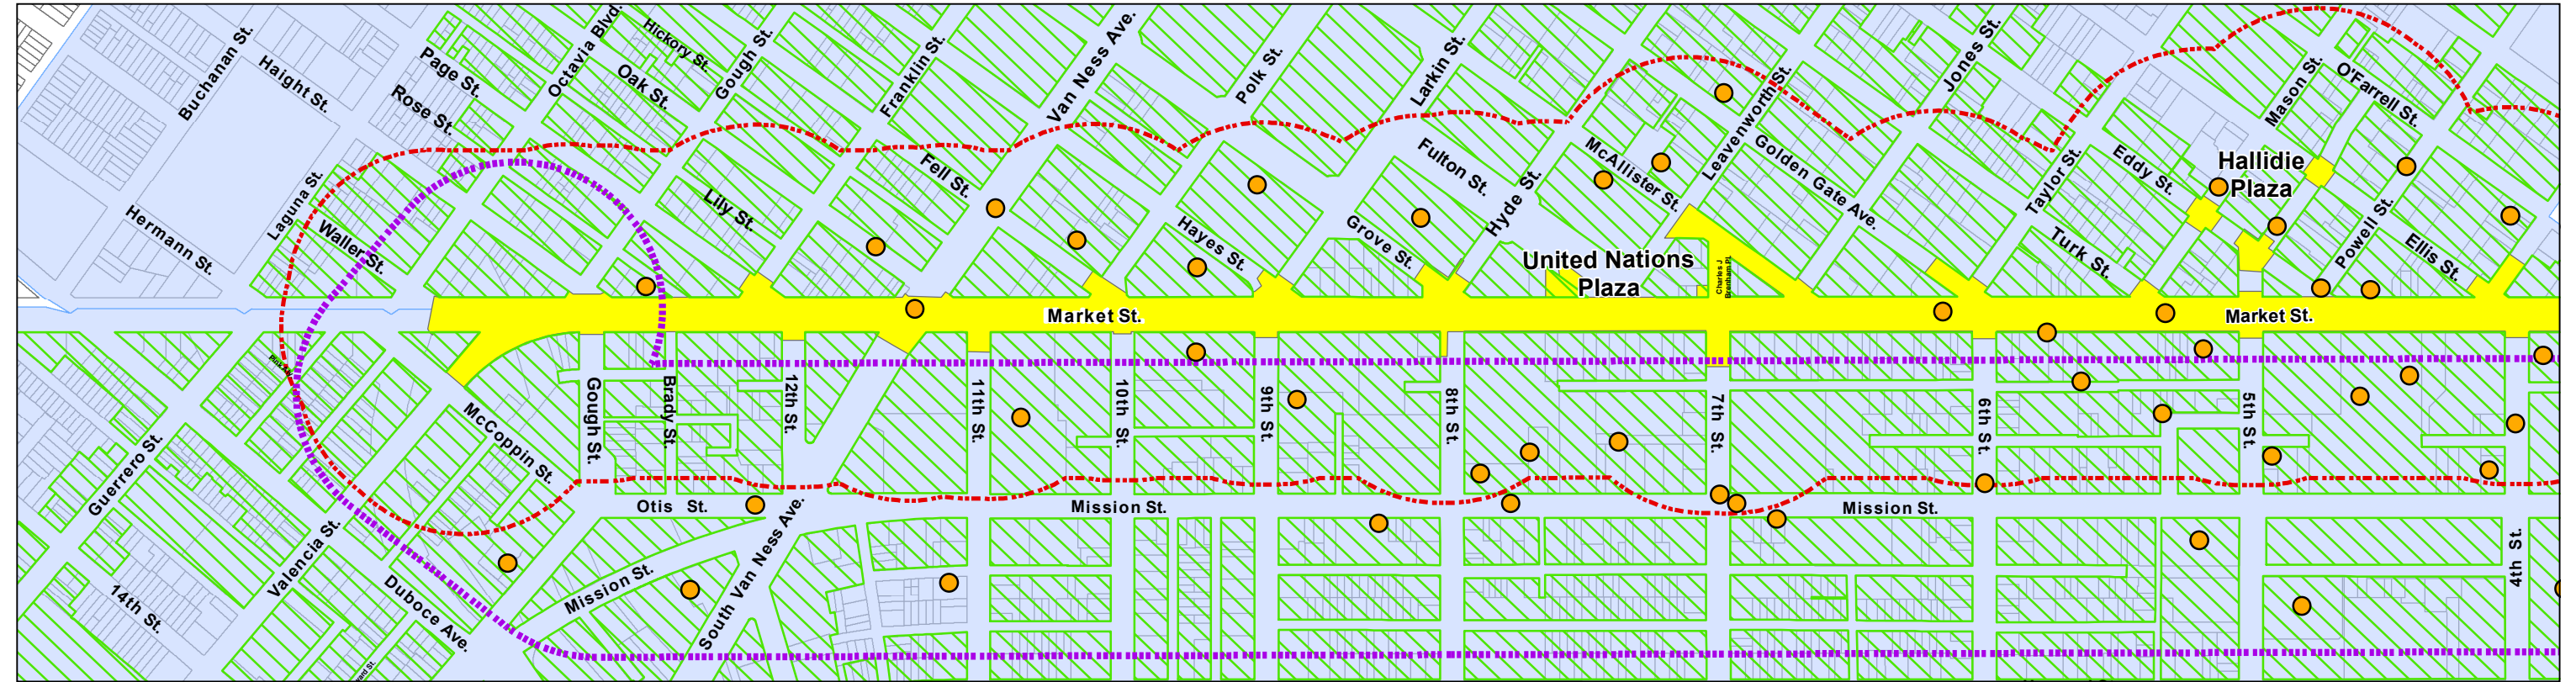 Buchanan St.
Haight St.
Page St.
Rose St.
Octavia Blvd.
Hickory St.
Oak St.
Gough St.
Franklin St.
Van Ness Ave.
Polk St.
Larkin St.
Leavenworth St.
Jones St.
Mason St.
O'Farrell St.
Hermann St.
Laguna St.
Waller St.
Lily St.
Fell St.
Hayes St.
Grove St.
Fulton St.
Hyde St.
McAllister St.
Golden Gate Ave.
Taylor St.
Turk St.
Eddy St.
Hallidie
Plaza
Powell St.
Ellis St.
United Nations
Plaza
Charles J
Brenham Pl.
Market St.
Market St.
Guerrero St.
McCoppin St.
Gough St.
Brady St.
12th St.
11th St.
10th St.
9th St.
8th St.
7th St.
6th St.
5th St.
4th St.
Otis St.
Mission St.
Mission St.
14th St.
Valencia St.
Duboce Ave.
Mission St.
South Van Ness Ave.